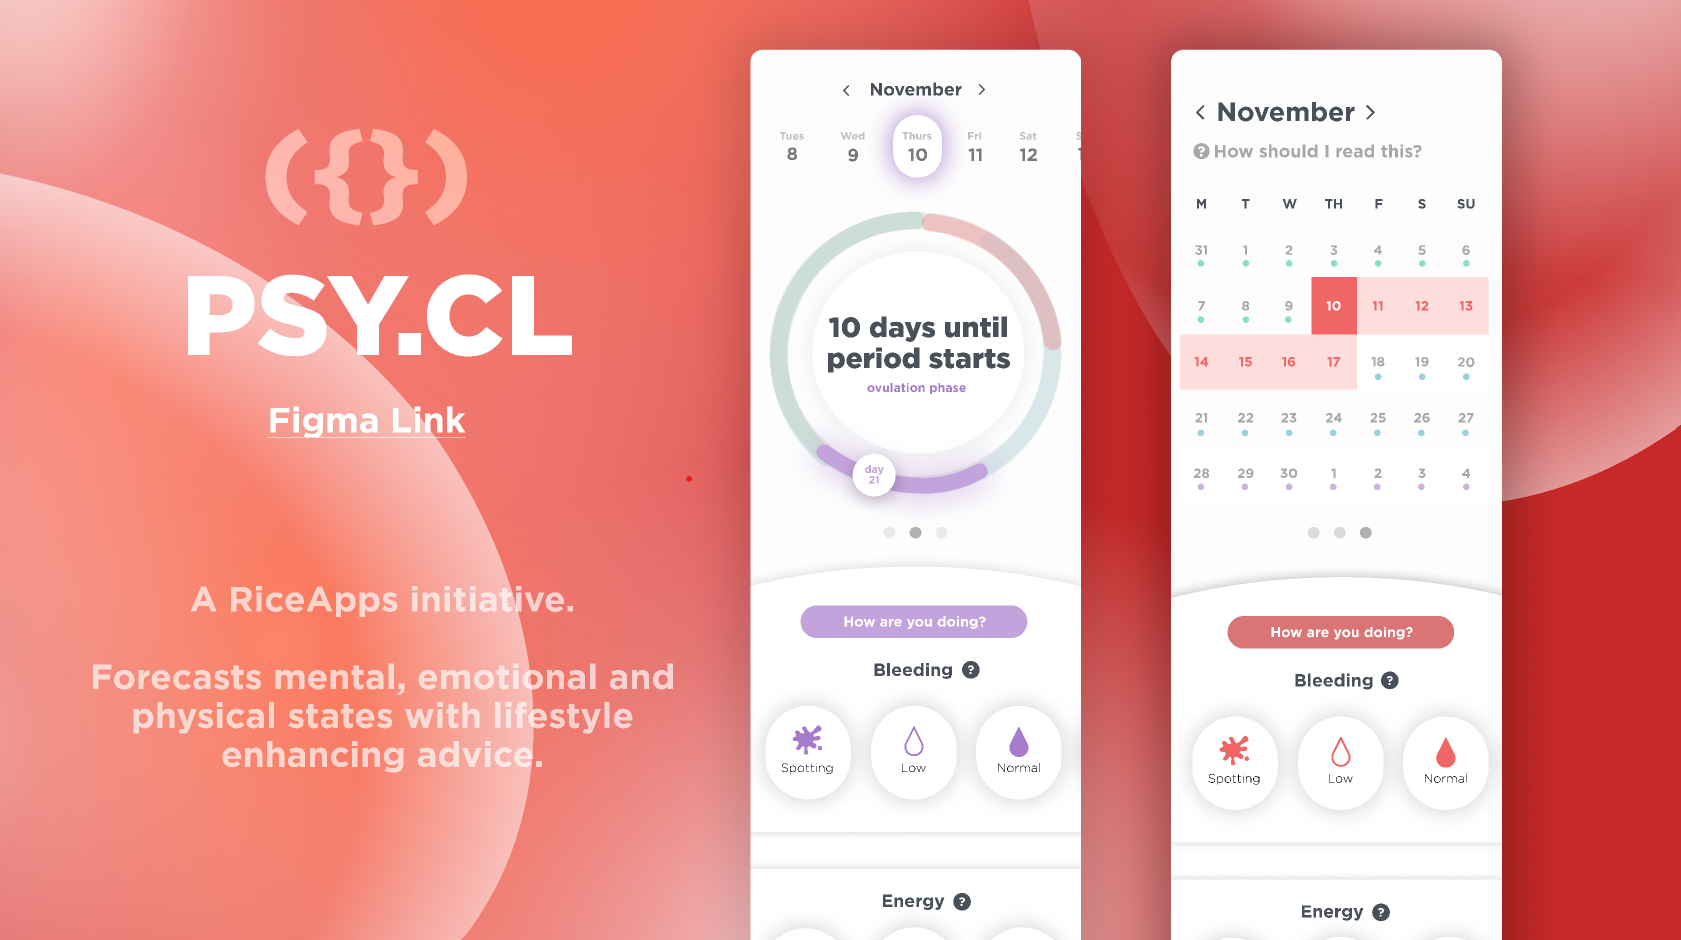 ({})
PSY.CL
Figma Link
A RiceApps initiative.
Forecasts mental, emotional and
physical states with lifestyle
enhancing advice.
< November >
Tues Wed Thurs Fri Sat
8 9 10 11 12
10 days until
period starts
ovulation phase
day
21
How are you doing?
Bleeding ?
Spotting Low Normal
Energy ?
< November >
? How should I read this?
M T W TH F S SU
31 1 2 3 4 5 6
7 8 9 10 11 12 13
14 15 16 17 18 19 20
21 22 23 24 25 26 27
28 29 30 1 2 3 4
How are you doing?
Bleeding ?
Spotting Low Normal
Energy ?